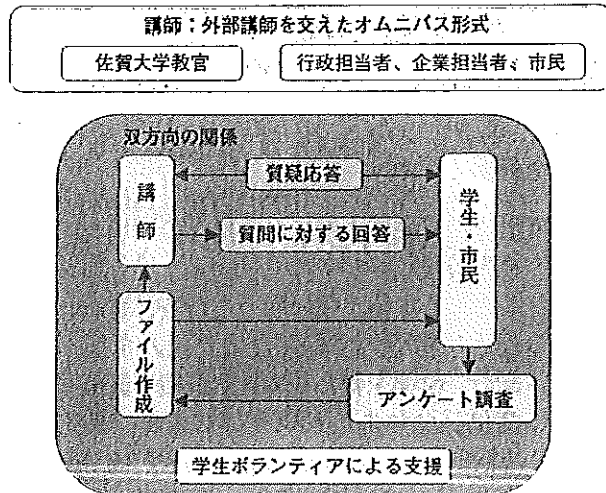 講師：外部講師を交えたオムニバス形式
佐賀大学教官
行政担当者、企業担当者、市民
双方向の関係
講師
質疑応答
学生・市民
質問に対する回答
ファイル作成
アンケート調査
学生ボランティアによる支援